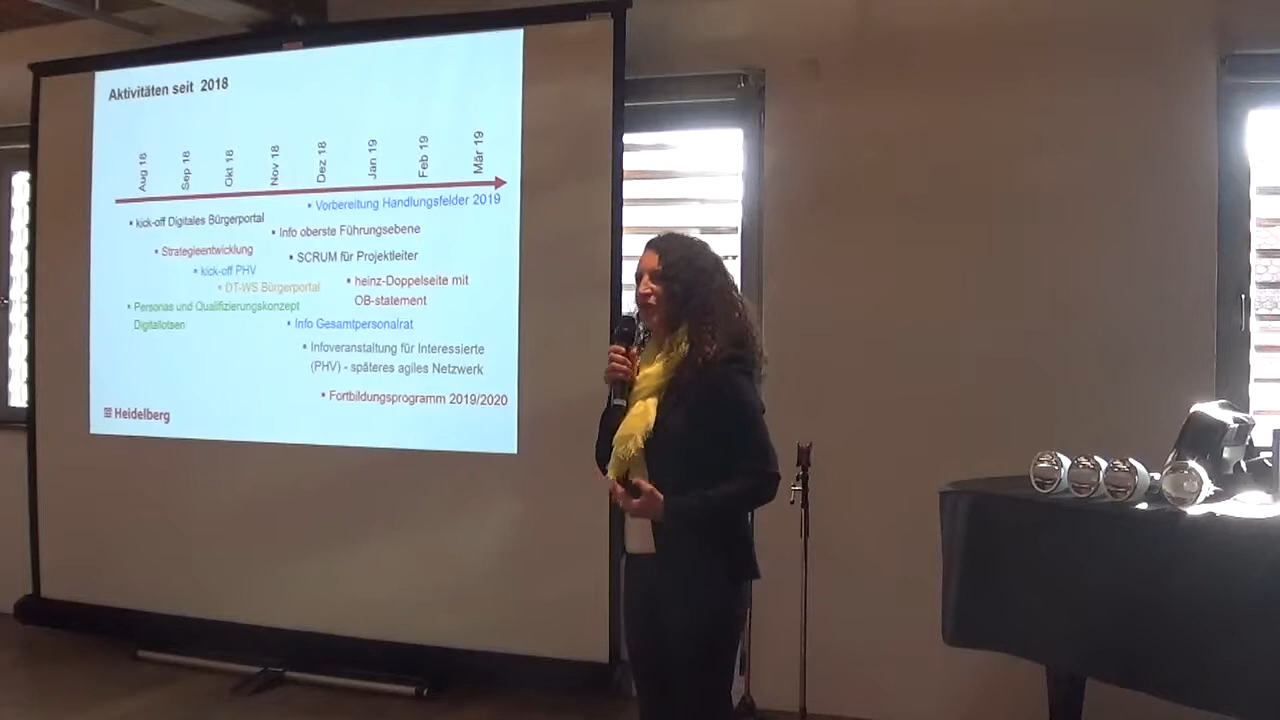 Aktivitäten seit 2018
Aug 18
Sep 18
Okt 18
Nov 18
Dez 18
Jan 19
Feb 19
Mär 19
▪ Vorbereitung Handlungsfelder 2019
▪ kick-off Digitales Bürgerportal
▪ Info oberste Führungsebene
▪ Strategieentwicklung
▪ SCRUM für Projektleiter
▪ kick-off PHV
▪ DT-WS Bürgerportal
▪ heinz-Doppelseite mit
OB-statement
▪ Personas und Qualifizierungskonzept
Digitallotsen
▪ Info Gesamtpersonalrat
▪ Infoveranstaltung für Interessierte
(PHV) - späteres agiles Netzwerk
▪ Fortbildungsprogramm 2019/2020
Heidelberg